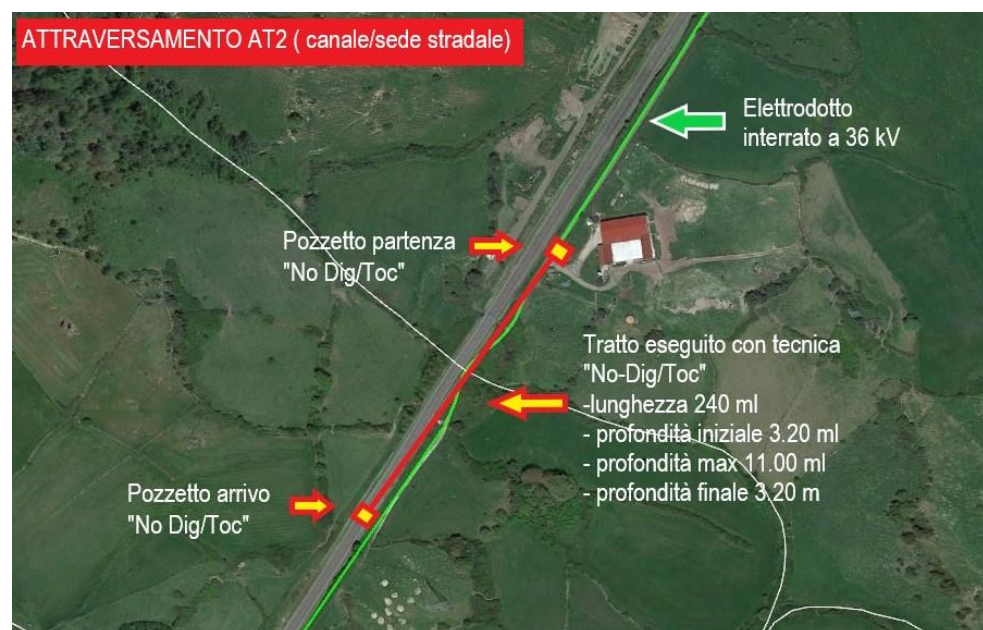 ATTRAVERSAMENTO AT2 ( canale/sede stradale)
Elettrodotto
interrato a 36 kV
Pozzetto partenza
"No Dig/Toc"
Tratto eseguito con tecnica
"No-Dig/Toc"
-lunghezza 240 ml
- profondità iniziale 3.20 ml
- profondità max 11.00 ml
- profondità finale 3.20 m
Pozzetto arrivo
"No Dig/Toc"